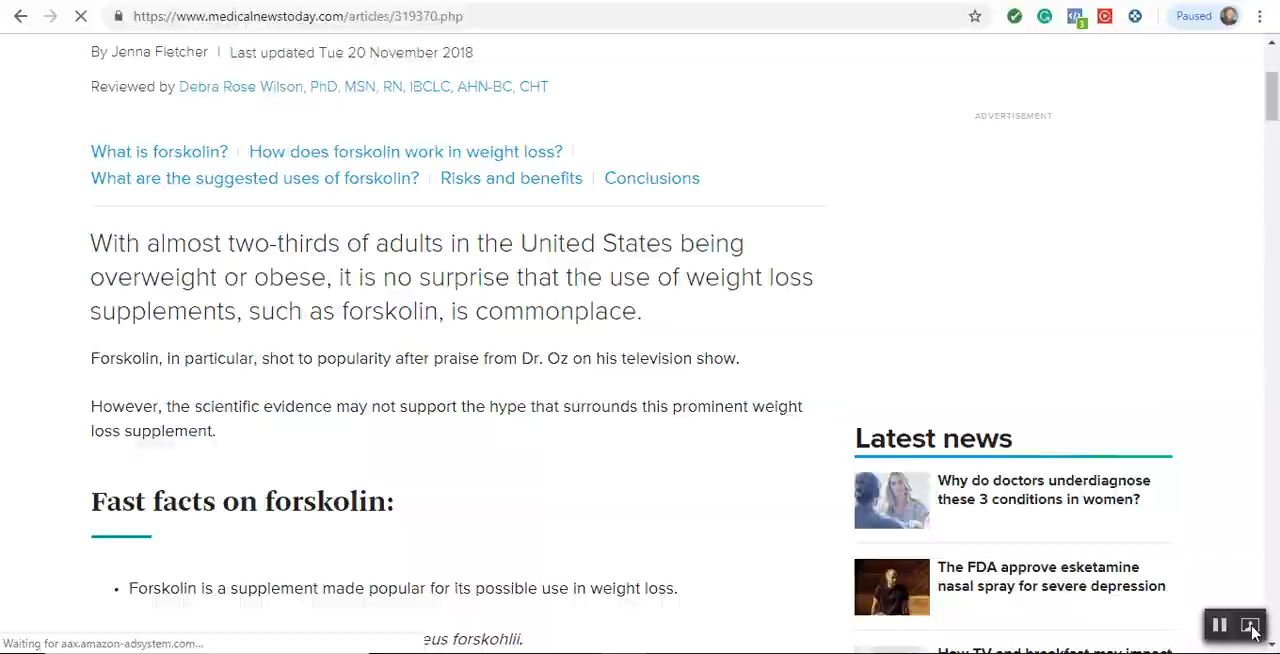 https://www.medicalnewstoday.com/articles/319370.php
3
Paused
By Jenna Fletcher | Last updated Tue 20 November 2018
Reviewed by Debra Rose Wilson, PhD, MSN, RN, IBCLC, AHN-BC, CHT
ADVERTISEMENT
What is forskolin? | How does forskolin work in weight loss? |
What are the suggested uses of forskolin? | Risks and benefits | Conclusions
With almost two-thirds of adults in the United States being
overweight or obese, it is no surprise that the use of weight loss
supplements, such as forskolin, is commonplace.
Forskolin, in particular, shot to popularity after praise from Dr. Oz on his television show.
However, the scientific evidence may not support the hype that surrounds this prominent weight
loss supplement.
Fast facts on forskolin:
• Forskolin is a supplement made popular for its possible use in weight loss.
eus forskohlii.
Latest news
Why do doctors underdiagnose
these 3 conditions in women?
The FDA approve esketamine
nasal spray for severe depression
How TV and breakfast may impact
Waiting for aax.amazon-adsystem.com...